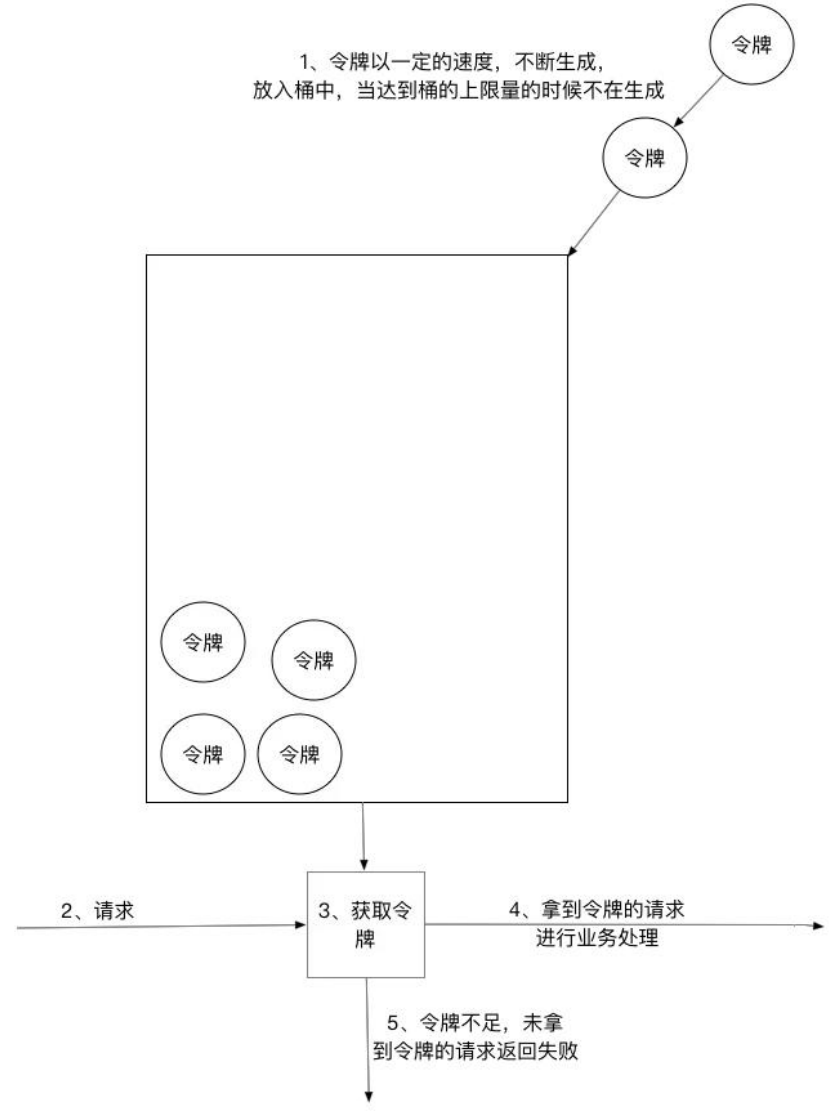 令牌
1、令牌以一定的速度，不断生成，
放入桶中，当达到桶的上限量的时候不在生成
令牌
令牌
令牌
令牌
令牌
2、请求
3、获取令
牌
4、拿到令牌的请求
进行业务处理
5、令牌不足，未拿
到令牌的请求返回失败